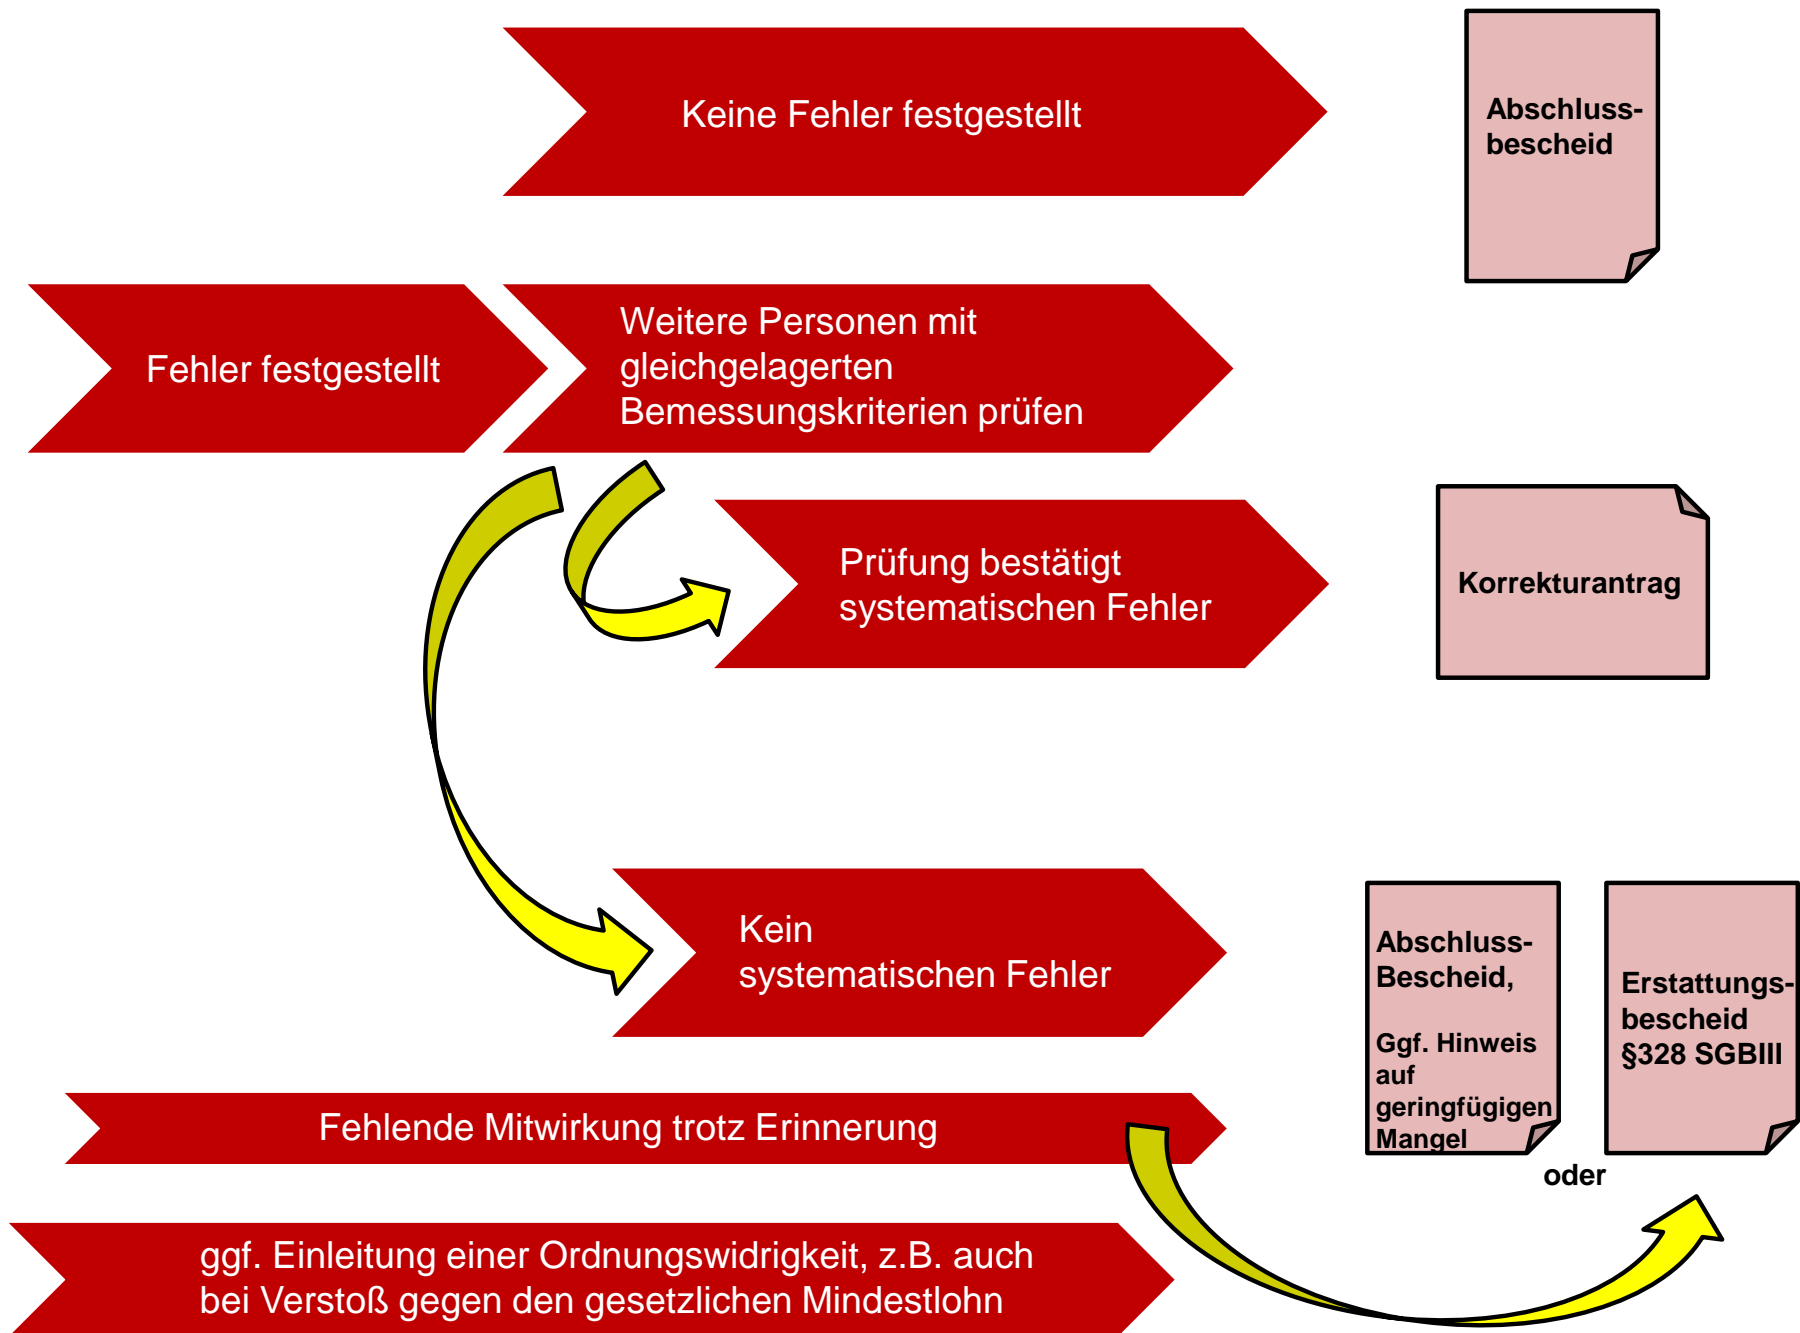 Keine Fehler festgestellt
Abschluss-
bescheid
Fehler festgestellt
Weitere Personen mit
gleichgelagerten
Bemessungskriterien prüfen
Prüfung bestätigt
systematischen Fehler
Korrekturantrag
Kein
systematischen Fehler
Abschluss-
Bescheid,
Ggf. Hinweis
auf
geringfügigen
Mangel
oder
Erstattungs-
bescheid
§328 SGBIII
Fehlende Mitwirkung trotz Erinnerung
ggf. Einleitung einer Ordnungswidrigkeit, z.B. auch
bei Verstoß gegen den gesetzlichen Mindestlohn